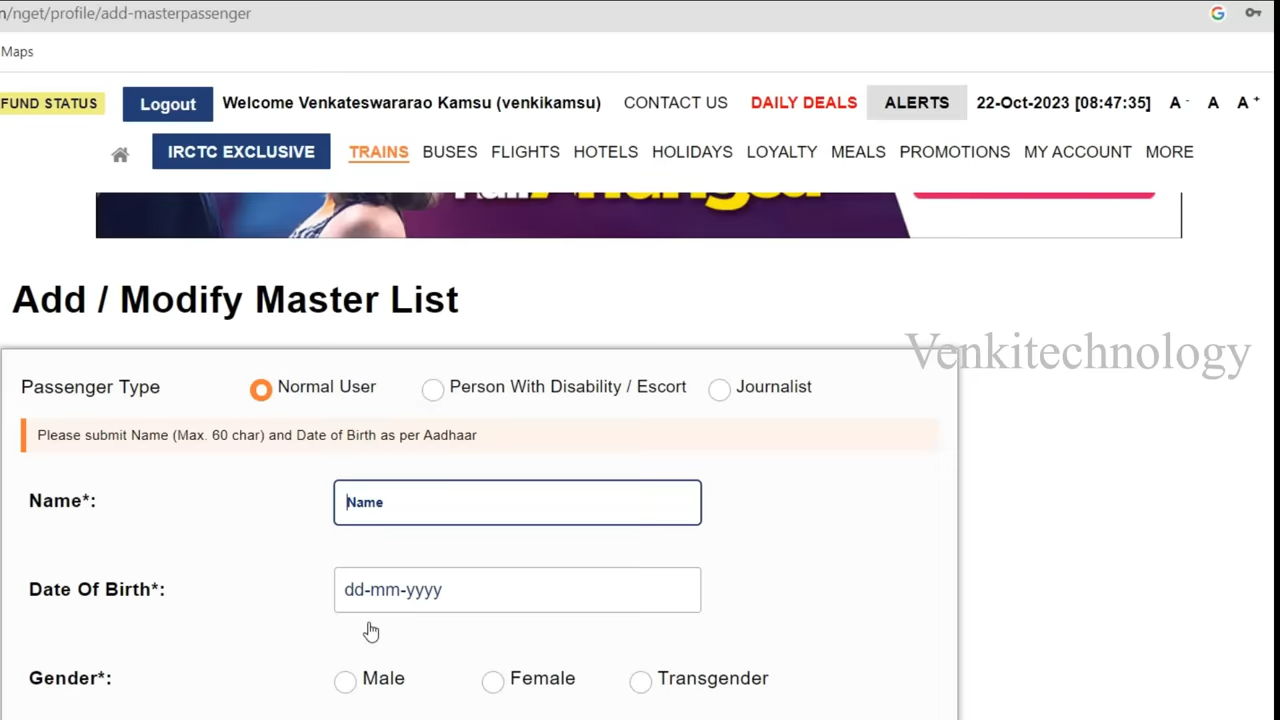 n/nget/profile/add-masterpassenger
Maps
FUND STATUS Logout Welcome Venkateswararao Kamsu (venkikamsu) CONTACT US DAILY DEALS ALERTS 22-Oct-2023 [08:47:35] A- A A+
IRCTC EXCLUSIVE TRAINS BUSES FLIGHTS HOTELS HOLIDAYS LOYALTY MEALS PROMOTIONS MY ACCOUNT MORE
Add / Modify Master List
Venkitechnology
Passenger Type Normal User Person With Disability / Escort Journalist
Please submit Name (Max. 60 char) and Date of Birth as per Aadhaar
Name*: Name
Date Of Birth*: dd-mm-yyyy
Gender*: Male Female Transgender